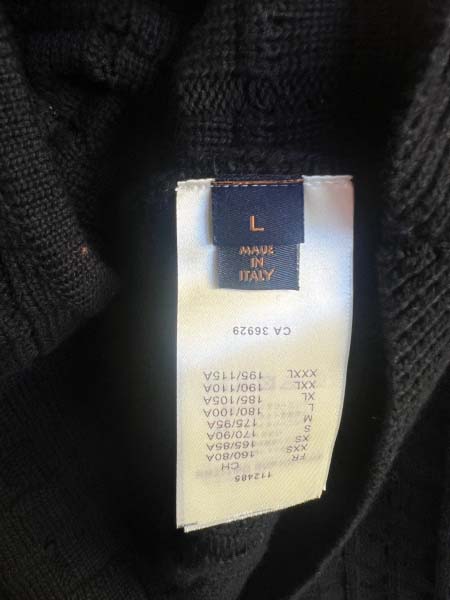 L
MADE
IN
ITALY
112485
FR CH
XXS 160/80A
XS 165/85A
S 170/90A
M 175/95A
L 180/100A
XL 185/105A
XXL 190/110A
XXXL 195/115A
CA 36929